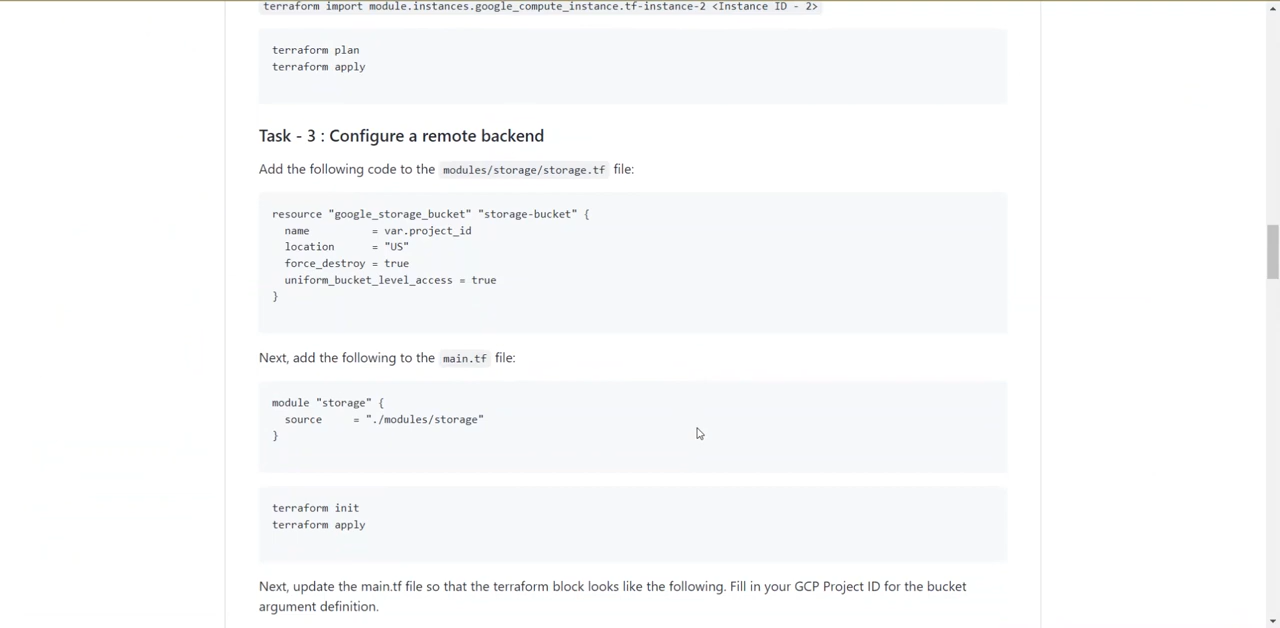 terraform import module.instances.google_compute_instance.tf-instance-2 <Instance ID - 2>
terraform plan
terraform apply
Task - 3 : Configure a remote backend
Add the following code to the modules/storage/storage.tf file:
resource "google_storage_bucket" "storage-bucket" {
  name          = var.project_id
  location      = "US"
  force_destroy = true
  uniform_bucket_level_access = true
}
Next, add the following to the main.tf file:
module "storage" {
  source     = "./modules/storage"
}
terraform init
terraform apply
Next, update the main.tf file so that the terraform block looks like the following. Fill in your GCP Project ID for the bucket
argument definition.